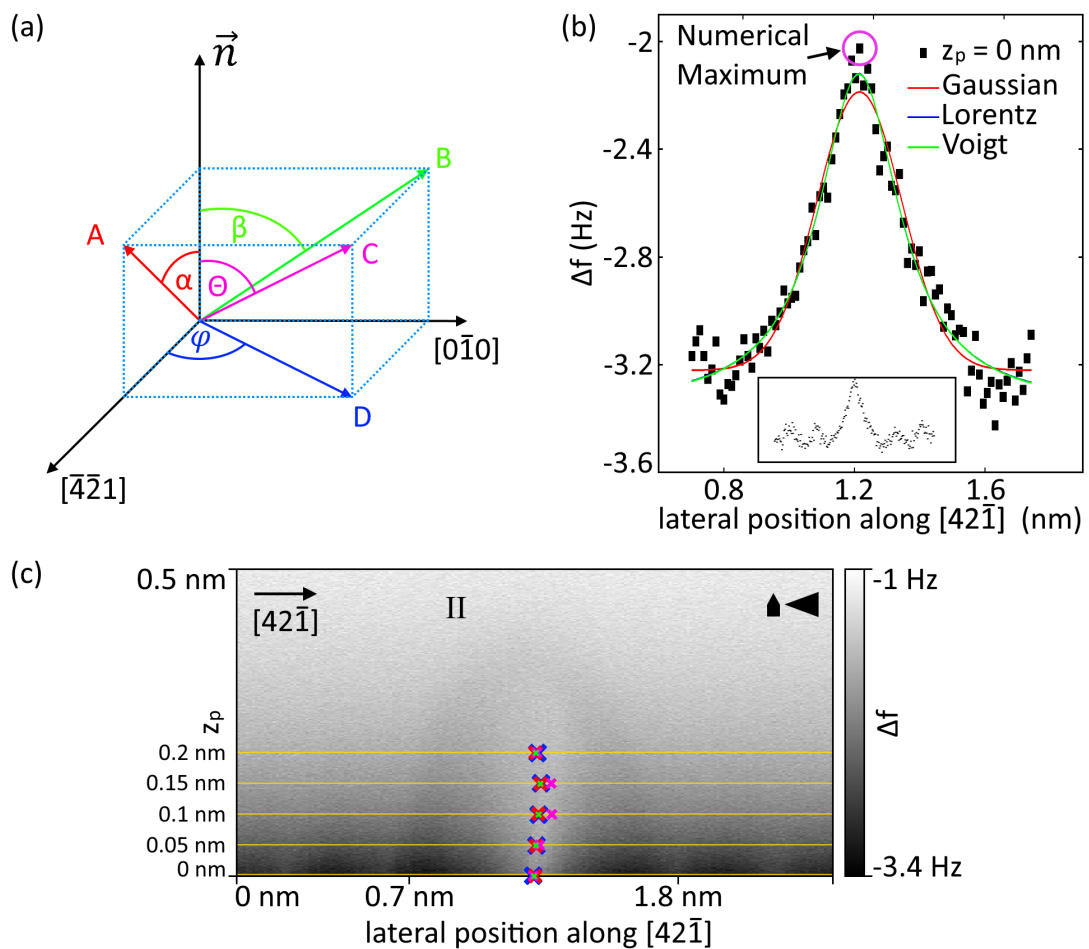 (a)
n⃗
A
B
C
D
α
β
Θ
φ
[01̄0]
[4̄2̄1]
(b)
Numerical
Maximum
zp = 0 nm
Gaussian
Lorentz
Voigt
-2
-2.4
-2.8
-3.2
-3.6
Δf (Hz)
0.8 1.2 1.6
lateral position along [421̄] (nm)
(c)
0.5 nm
[421̄]
II
zp
0.2 nm
0.15 nm
0.1 nm
0.05 nm
0 nm
0 nm 0.7 nm 1.8 nm
lateral position along [421̄]
-1 Hz
Δf
-3.4 Hz